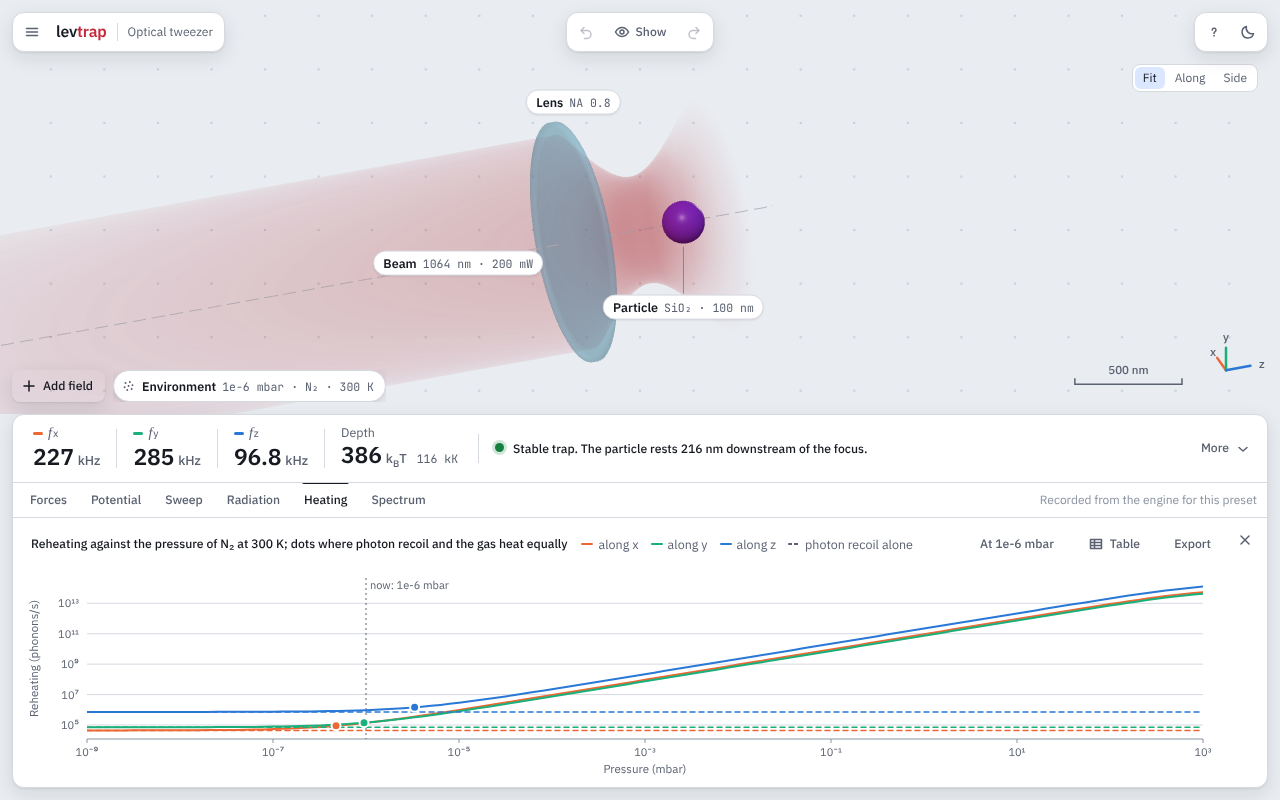 levtrap Optical tweezer
Show
?
Fit Along Side
Lens NA 0.8
Beam 1064 nm · 200 mW
Particle SiO₂ · 100 nm
y
x
z
500 nm
Add field
Environment 1e-6 mbar · N₂ · 300 K
fx
227 kHz
fy
285 kHz
fz
96.8 kHz
Depth
386 kBT 116 kK
Stable trap. The particle rests 216 nm downstream of the focus.
More
Forces Potential Sweep Radiation Heating Spectrum
Recorded from the engine for this preset
Reheating against the pressure of N₂ at 300 K; dots where photon recoil and the gas heat equally
along x along y along z photon recoil alone
At 1e-6 mbar Table Export
now: 1e-6 mbar
Reheating (phonons/s)
10¹³
10¹¹
10⁹
10⁷
10⁵
10⁻⁹ 10⁻⁷ 10⁻⁵ 10⁻³ 10⁻¹ 10¹ 10³
Pressure (mbar)